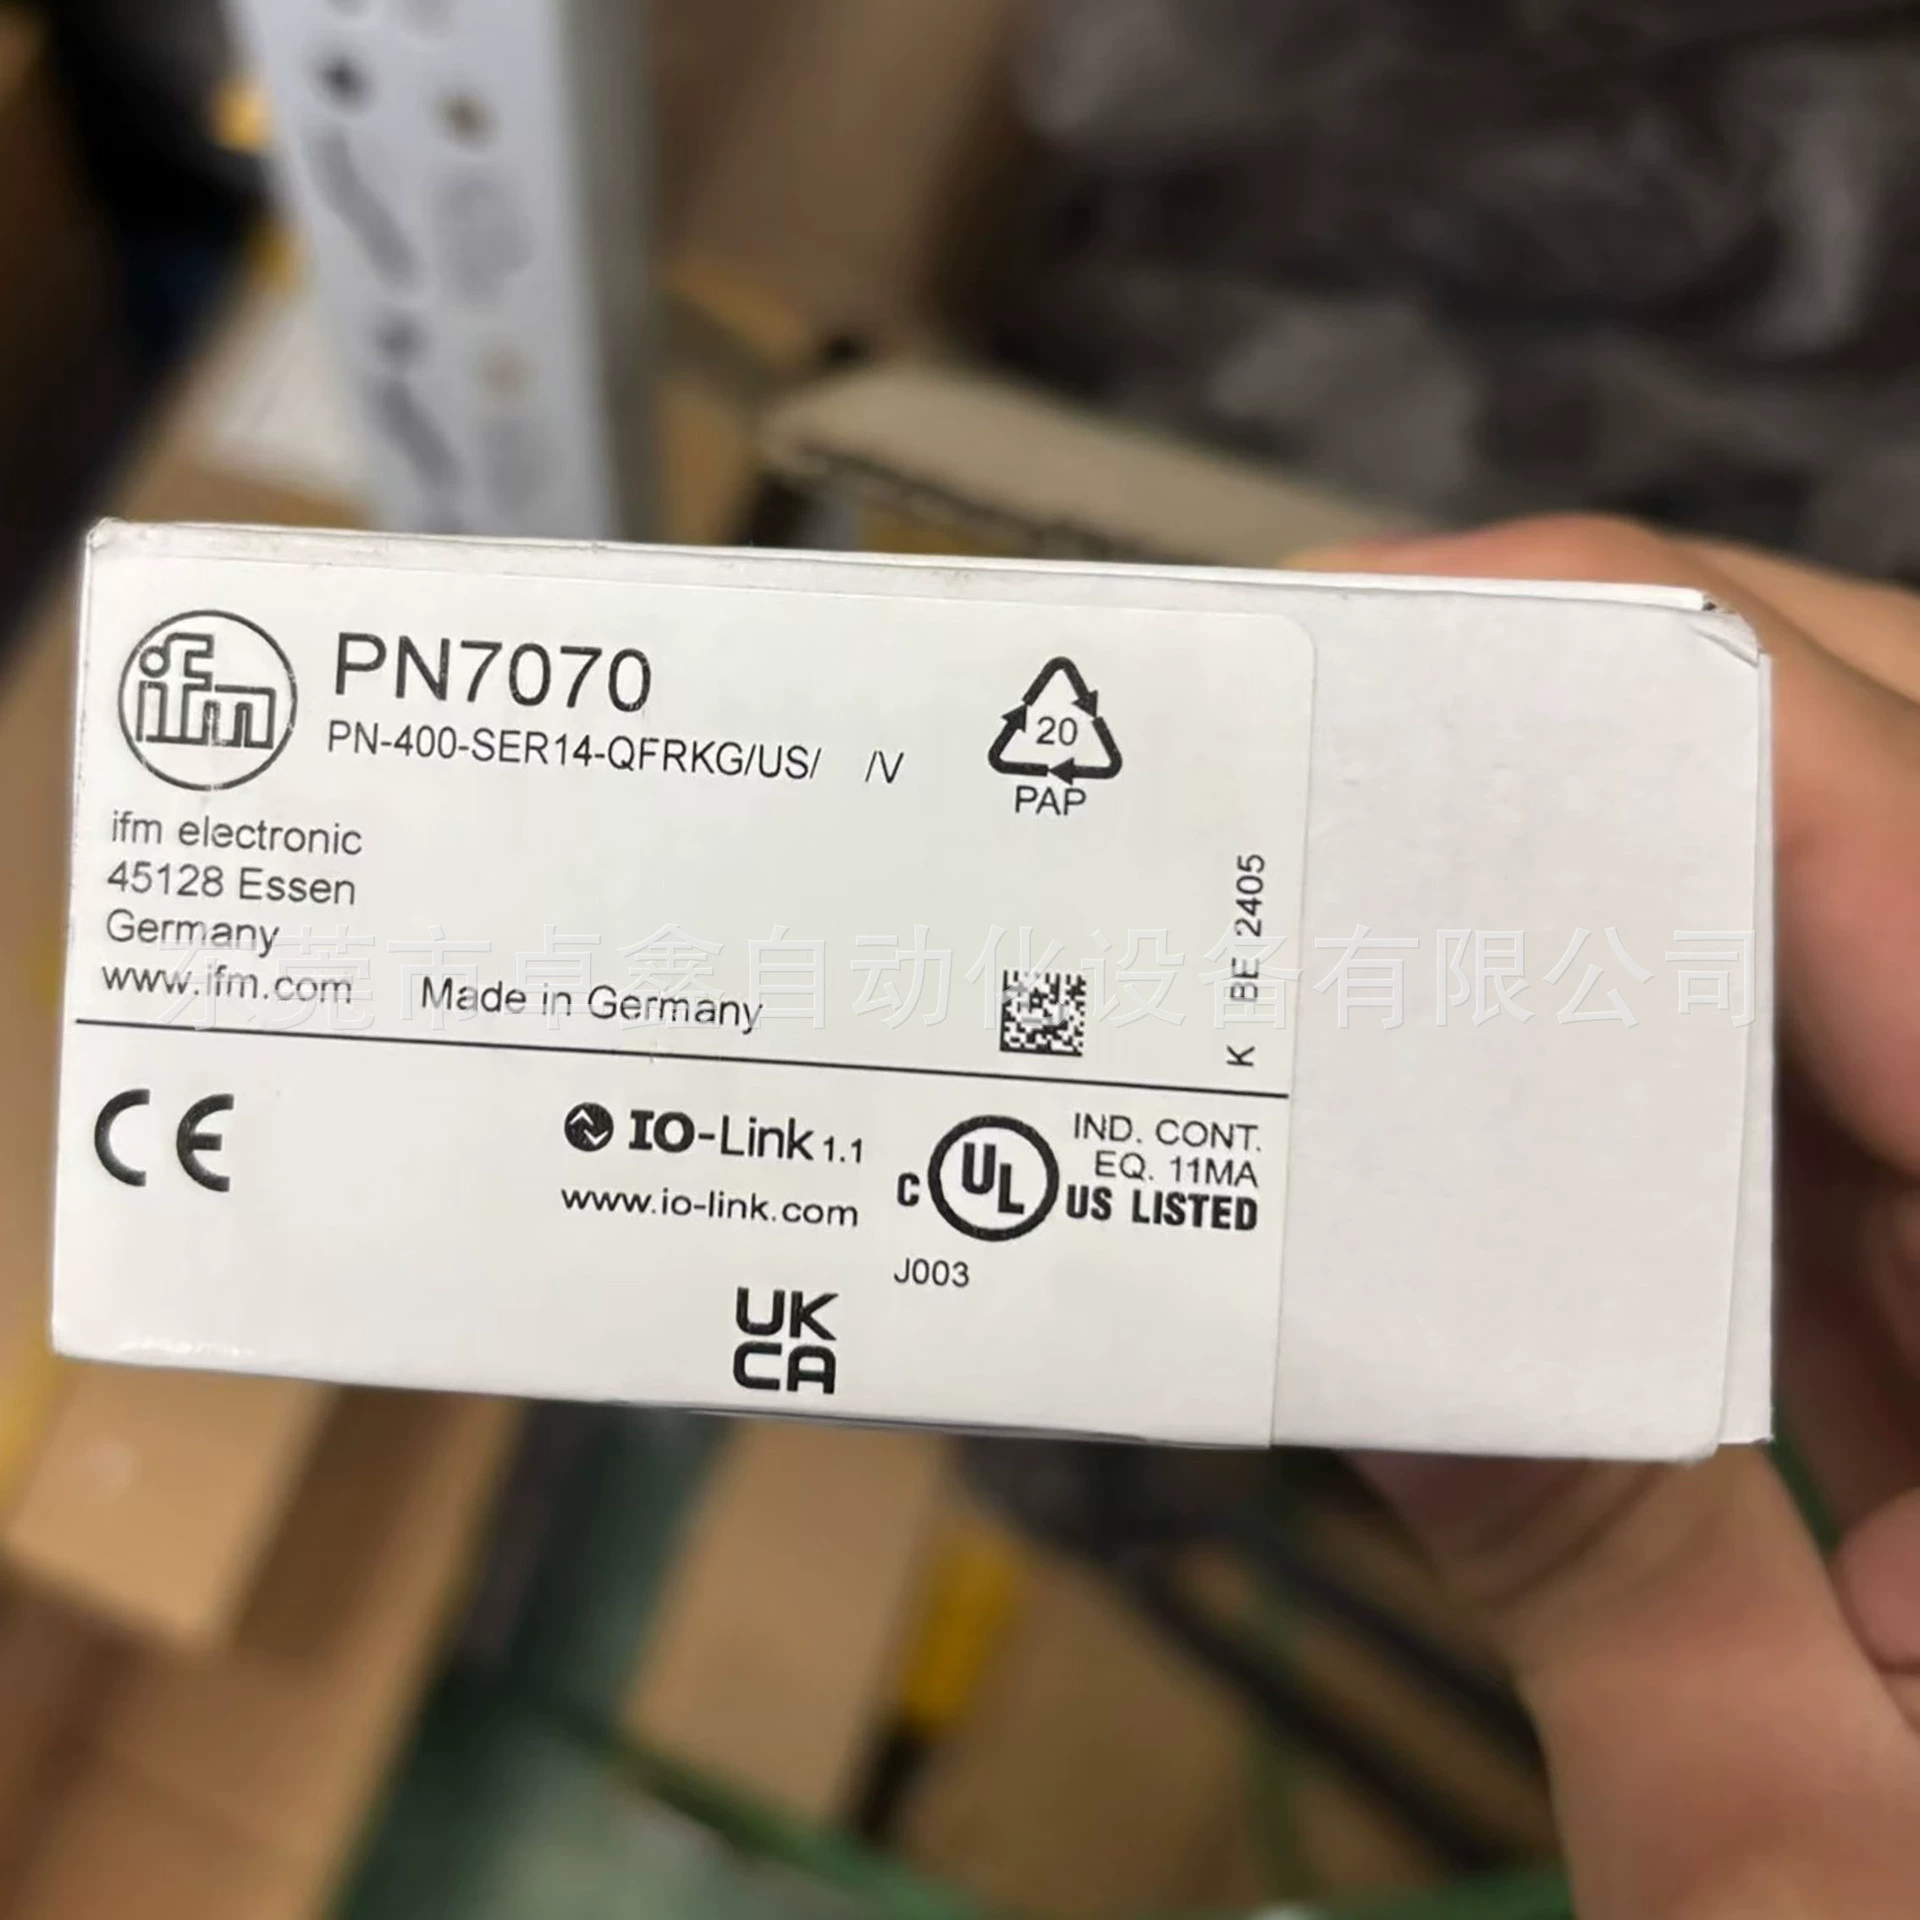 ifm
PN7070
PN-400-SER14-QFRKG/US/ /V
20
PAP
ifm electronic
45128 Essen
Germany
www.ifm.com
Made in Germany
K BE 2405
东莞市卓鑫自动化设备有限公司
CE
IO-Link 1.1
www.io-link.com
C UL US LISTED
IND. CONT.
EQ. 11MA
J003
UK
CA